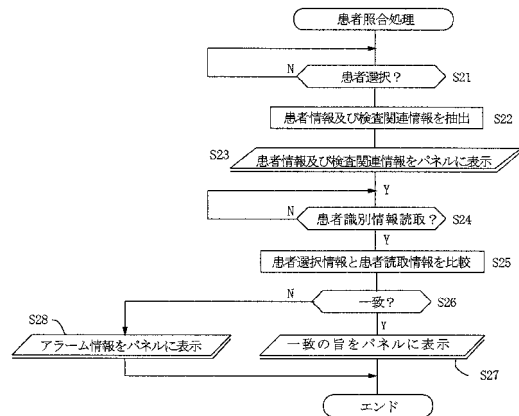 患者照合処理
N
患者選択？
S21
患者情報及び検査関連情報を抽出
S22
S23
患者情報及び検査関連情報をパネルに表示
Y
N
患者識別情報読取？
S24
Y
患者選択情報と患者読取情報を比較
S25
N
一致？
S26
S28
Y
アラーム情報をパネルに表示
一致の旨をパネルに表示
S27
エンド